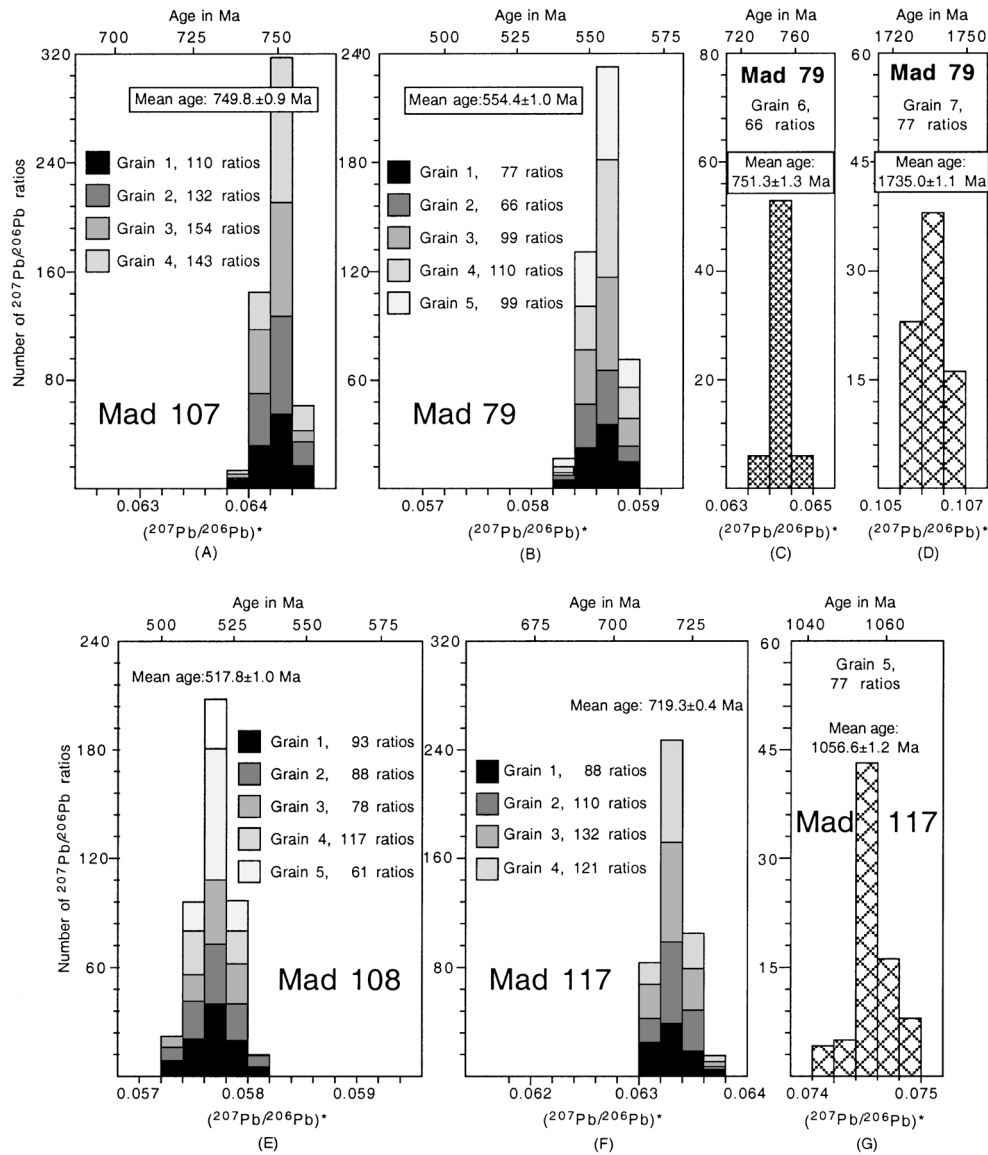 Age in Ma
700 725 750
320
240
160
80
Number of ²⁰⁷Pb/²⁰⁶Pb ratios
Mean age: 749.8.±0.9 Ma
Grain 1, 110 ratios
Grain 2, 132 ratios
Grain 3, 154 ratios
Grain 4, 143 ratios
Mad 107
0.063 0.064
(²⁰⁷Pb/²⁰⁶Pb)*
(A)
Age in Ma
500 525 550 575
240
180
120
60
Mean age:554.4±1.0 Ma
Grain 1, 77 ratios
Grain 2, 66 ratios
Grain 3, 99 ratios
Grain 4, 110 ratios
Grain 5, 99 ratios
Mad 79
0.057 0.058 0.059
(²⁰⁷Pb/²⁰⁶Pb)*
(B)
Age in Ma
720 760
80
60
40
20
Mad 79
Grain 6,
66 ratios
Mean age:
751.3±1.3 Ma
0.063 0.065
(²⁰⁷Pb/²⁰⁶Pb)*
(C)
Age in Ma
1720 1750
60
45
30
15
Mad 79
Grain 7,
77 ratios
Mean age:
1735.0±1.1 Ma
0.105 0.107
(²⁰⁷Pb/²⁰⁶Pb)*
(D)
Age in Ma
500 525 550 575
240
180
120
60
Number of ²⁰⁷Pb/²⁰⁶Pb ratios
Mean age:517.8±1.0 Ma
Grain 1, 93 ratios
Grain 2, 88 ratios
Grain 3, 78 ratios
Grain 4, 117 ratios
Grain 5, 61 ratios
Mad 108
0.057 0.058 0.059
(²⁰⁷Pb/²⁰⁶Pb)*
(E)
Age in Ma
675 700 725
320
240
160
80
Mean age: 719.3±0.4 Ma
Grain 1, 88 ratios
Grain 2, 110 ratios
Grain 3, 132 ratios
Grain 4, 121 ratios
Mad 117
0.062 0.063 0.064
(²⁰⁷Pb/²⁰⁶Pb)*
(F)
Age in Ma
1040 1060
60
45
30
15
Grain 5,
77 ratios
Mean age:
1056.6±1.2 Ma
Mad 117
0.074 0.075
(²⁰⁷Pb/²⁰⁶Pb)*
(G)